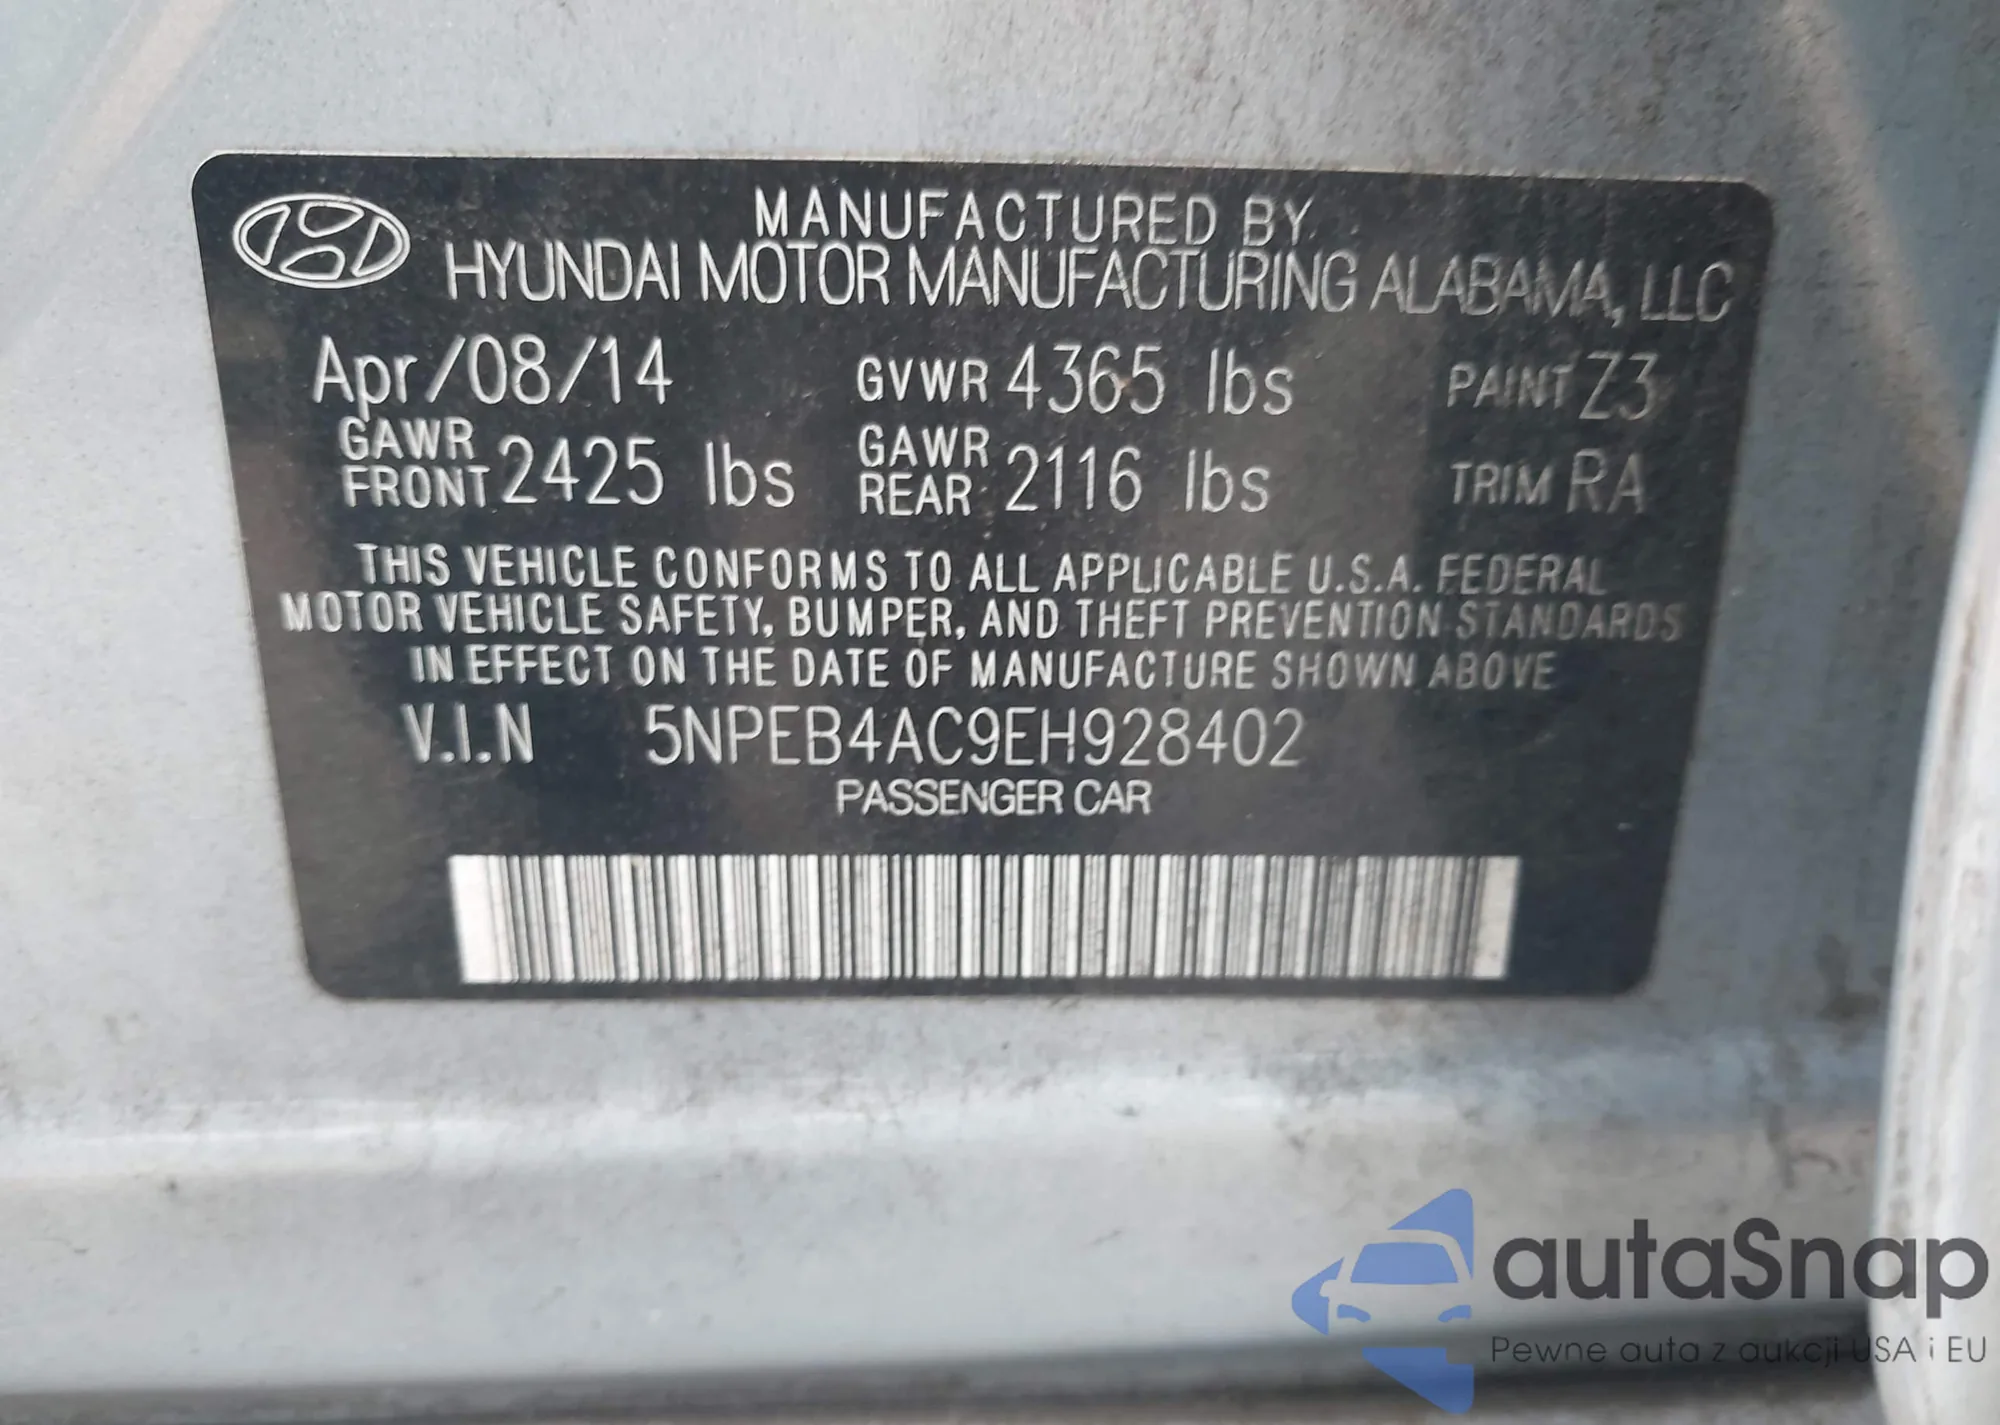 MANUFACTURED BY
HYUNDAI MOTOR MANUFACTURING ALABAMA, LLC
Apr/08/14 GVWR 4365 lbs PAINT Z3
GAWR FRONT 2425 lbs GAWR REAR 2116 lbs TRIM RA
THIS VEHICLE CONFORMS TO ALL APPLICABLE U.S.A. FEDERAL
MOTOR VEHICLE SAFETY, BUMPER, AND THEFT PREVENTION STANDARDS
IN EFFECT ON THE DATE OF MANUFACTURE SHOWN ABOVE
V.I.N 5NPEB4AC9EH928402
PASSENGER CAR
autaSnap
Pewne auta z aukcji USA i EU